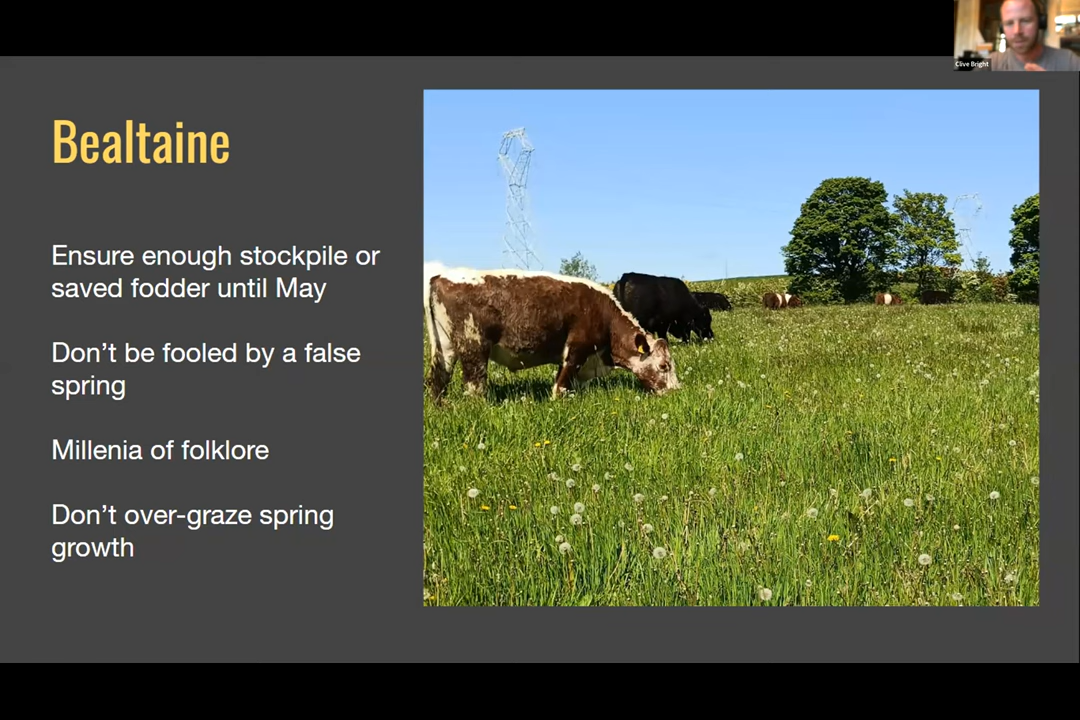 Clive Bright
Bealtaine
Ensure enough stockpile or
saved fodder until May
Don’t be fooled by a false
spring
Millenia of folklore
Don’t over-graze spring
growth